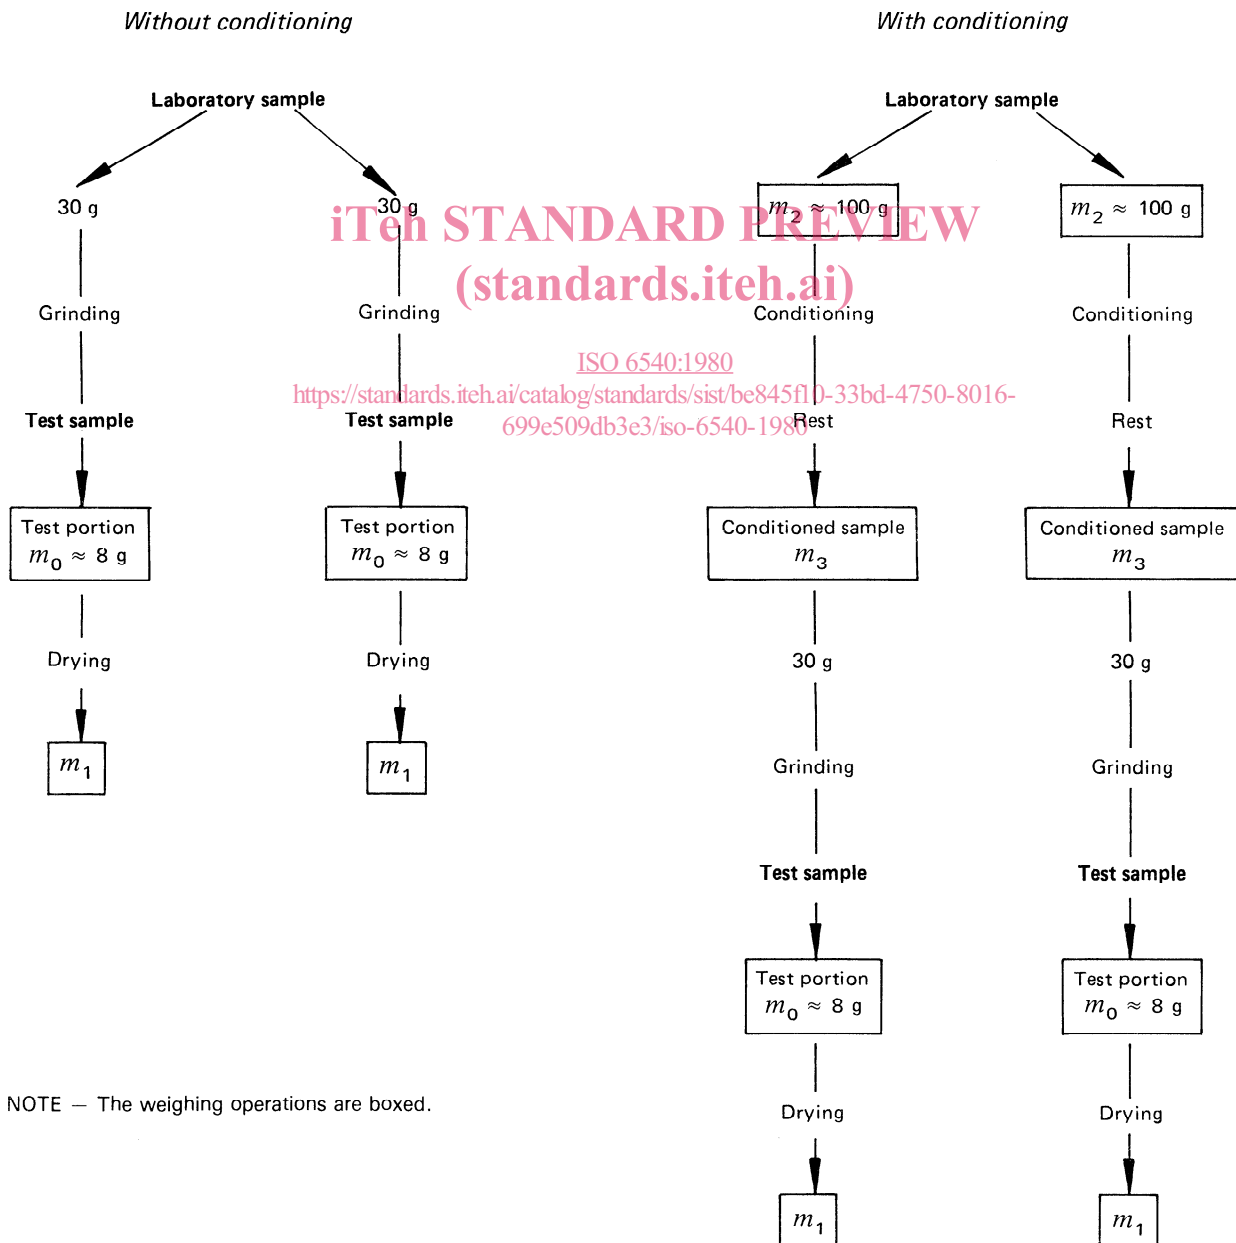 Without conditioning
With conditioning
Laboratory sample
Laboratory sample
30 g
30 g
m2 ≈ 100 g
m2 ≈ 100 g
iTeh STANDARD PREVIEW
(standards.iteh.ai)
Grinding
Grinding
Conditioning
Conditioning
ISO 6540:1980
https://standards.iteh.ai/catalog/standards/sist/be845f10-33bd-4750-8016-
699e509db3e3/iso-6540-1980
Test sample
Test sample
Rest
Rest
Test portion
m0 ≈ 8 g
Test portion
m0 ≈ 8 g
Conditioned sample
m3
Conditioned sample
m3
Drying
Drying
30 g
30 g
m1
m1
Grinding
Grinding
Test sample
Test sample
Test portion
m0 ≈ 8 g
Test portion
m0 ≈ 8 g
NOTE — The weighing operations are boxed.
Drying
Drying
m1
m1